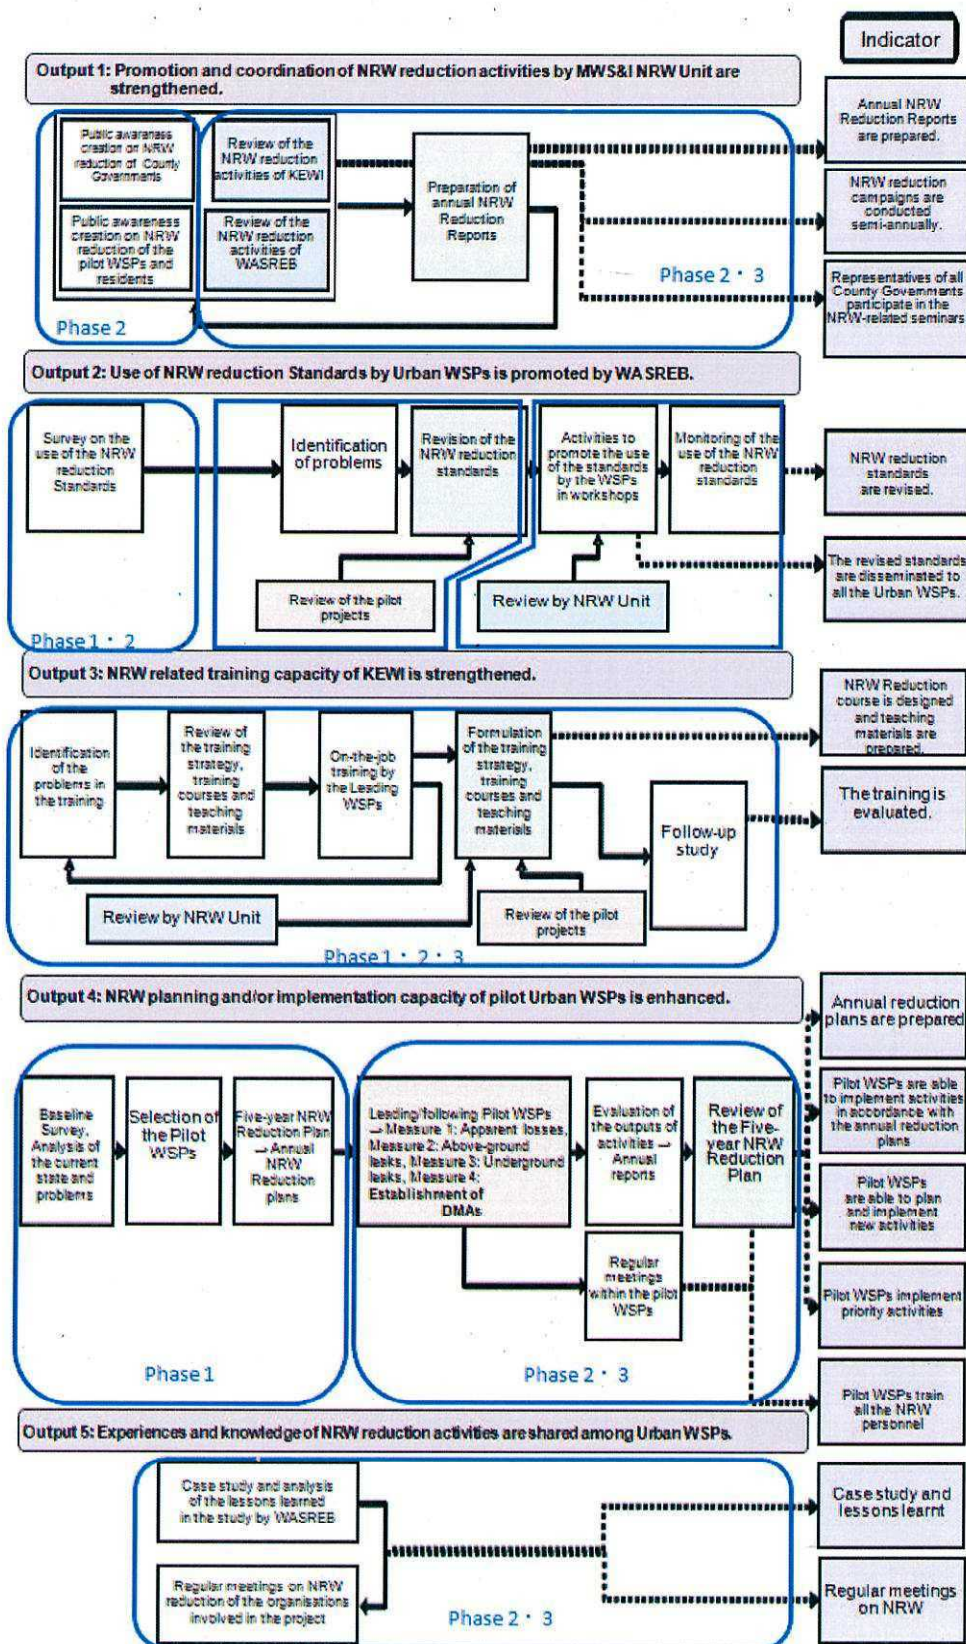 Indicator
Output 1: Promotion and coordination of NRW reduction activities by MWS&I NRW Unit are
strengthened.
Public awareness
creation on NRW
reduction of County
Governments
Public awareness
creation on NRW
reduction of the
pilot WSPs and
residents
Review of the
NRW reduction
activities of KEWI
Review of the
NRW reduction
activities of
WASREB
Preparation of
annual NRW
Reduction
Reports
Phase 2
Phase 2・3
Annual NRW
Reduction Reports
are prepared.
NRW reduction
campaigns are
conducted
semi-annually.
Representatives of all
County Governments
participate in the
NRW-related seminars
Output 2: Use of NRW reduction Standards by Urban WSPs is promoted by WASREB.
Survey on the
use of the NRW
reduction
Standards
Identification
of problems
Revision of the
NRW reduction
standards
Activities to
promote the use
of the standards
by the WSPs
in workshops
Monitoring of the
use of the NRW
reduction
standards
Review of the pilot
projects
Review by NRW Unit
Phase 1・2
NRW reduction
standards
are revised.
The revised standards
are disseminated to
all the Urban WSPs.
Output 3: NRW related training capacity of KEWI is strengthened.
Identification
of the
problems in
the training
Review of
the training
strategy,
training
courses and
teaching
materials
On-the-job
training by
the Leading
WSPs
Formulation
of the training
strategy,
training
courses and
teaching
materials
Follow-up
study
Review by NRW Unit
Review of the pilot
projects
Phase 1・2・3
NRW Reduction
course is designed
and teaching
materials are
prepared.
The training is
evaluated.
Output 4: NRW planning and/or implementation capacity of pilot Urban WSPs is enhanced.
Baseline
Survey,
Analysis of
the current
state and
problems
Selection of
the Pilot
WSPs
Five-year NRW
Reduction Plan
→ Annual
NRW
Reduction
plans
Leading/following Pilot WSPs
→ Measure 1: Apparent losses,
Measure 2: Above-ground
leaks, Measure 3: Underground
leaks, Measure 4:
Establishment of
DMAs
Evaluation of
the outputs of
activities →
Annual
reports
Review of
the Five-
year NRW
Reduction
Plan
Regular
meetings
within the pilot
WSPs
Phase 1
Phase 2・3
Annual reduction
plans are prepared
Pilot WSPs are able
to implement activities
in accordance with
the annual reduction
plans
Pilot WSPs
are able to plan
and implement
new activities
Pilot WSPs implement
priority activities
Pilot WSPs train
all the NRW
personnel
Output 5: Experiences and knowledge of NRW reduction activities are shared among Urban WSPs.
Case study and analysis
of the lessons learned
in the study by WASREB
Regular meetings on NRW
reduction of the organisations
involved in the project
Phase 2・3
Case study and
lessons learnt
Regular meetings
on NRW